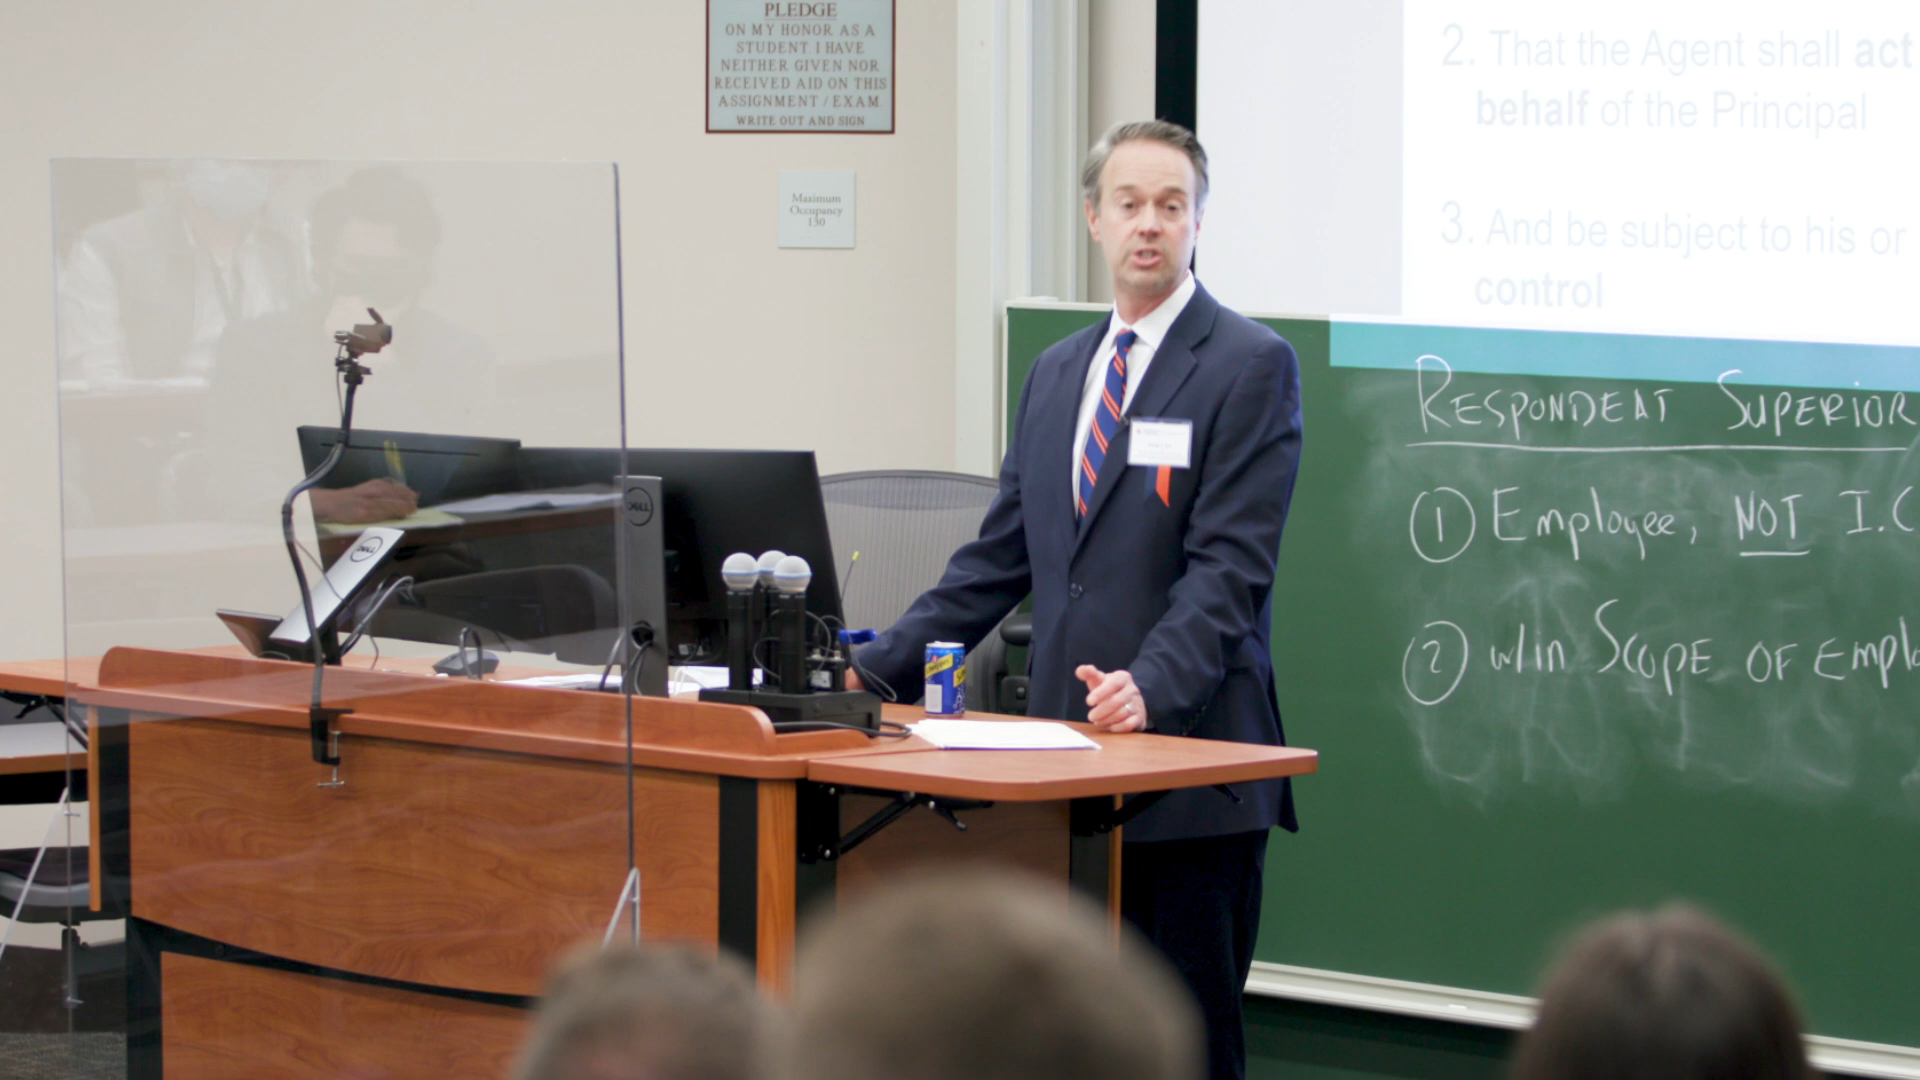 PLEDGE
ON MY HONOR AS A
STUDENT I HAVE
NEITHER GIVEN NOR
RECEIVED AID ON THIS
ASSIGNMENT / EXAM
WRITE OUT AND SIGN
Maximum
Occupancy
130
2. That the Agent shall act
behalf of the Principal
3. And be subject to his or
control
RESPONDEAT SUPERIOR
1 Employee, NOT I.C
2 w/in SCOPE OF Emplo
DELL
DELL
Schweppes